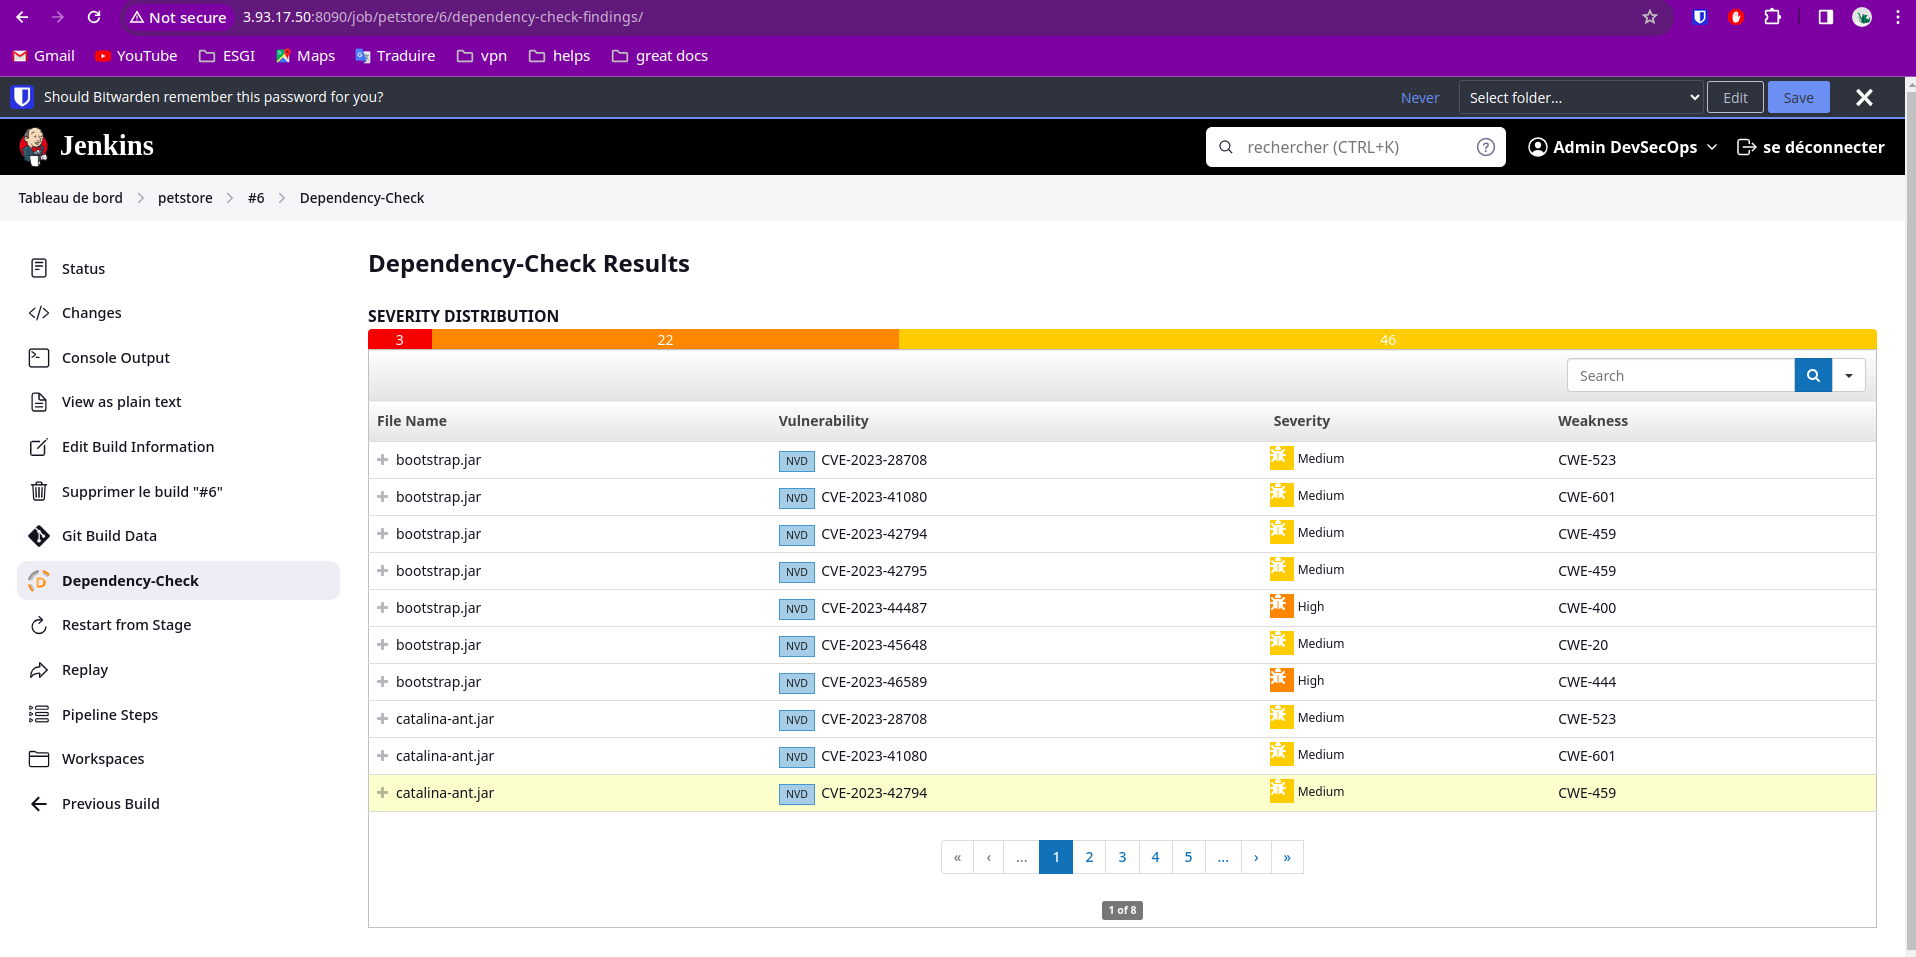 Not secure 3.93.17.50:8090/job/petstore/6/dependency-check-findings/
Gmail YouTube ESGI Maps Traduire vpn helps great docs
Should Bitwarden remember this password for you? Never Select folder... Edit Save
Jenkins rechercher (CTRL+K) ? Admin DevSecOps se déconnecter
Tableau de bord petstore #6 Dependency-Check
Status
Changes
Console Output
View as plain text
Edit Build Information
Supprimer le build "#6"
Git Build Data
Dependency-Check
Restart from Stage
Replay
Pipeline Steps
Workspaces
Previous Build
Dependency-Check Results
SEVERITY DISTRIBUTION
3 22 46
Search
File Name Vulnerability Severity Weakness
bootstrap.jar NVD CVE-2023-28708 Medium CWE-523
bootstrap.jar NVD CVE-2023-41080 Medium CWE-601
bootstrap.jar NVD CVE-2023-42794 Medium CWE-459
bootstrap.jar NVD CVE-2023-42795 Medium CWE-459
bootstrap.jar NVD CVE-2023-44487 High CWE-400
bootstrap.jar NVD CVE-2023-45648 Medium CWE-20
bootstrap.jar NVD CVE-2023-46589 High CWE-444
catalina-ant.jar NVD CVE-2023-28708 Medium CWE-523
catalina-ant.jar NVD CVE-2023-41080 Medium CWE-601
catalina-ant.jar NVD CVE-2023-42794 Medium CWE-459
« ‹ ... 1 2 3 4 5 ... › »
1 of 8